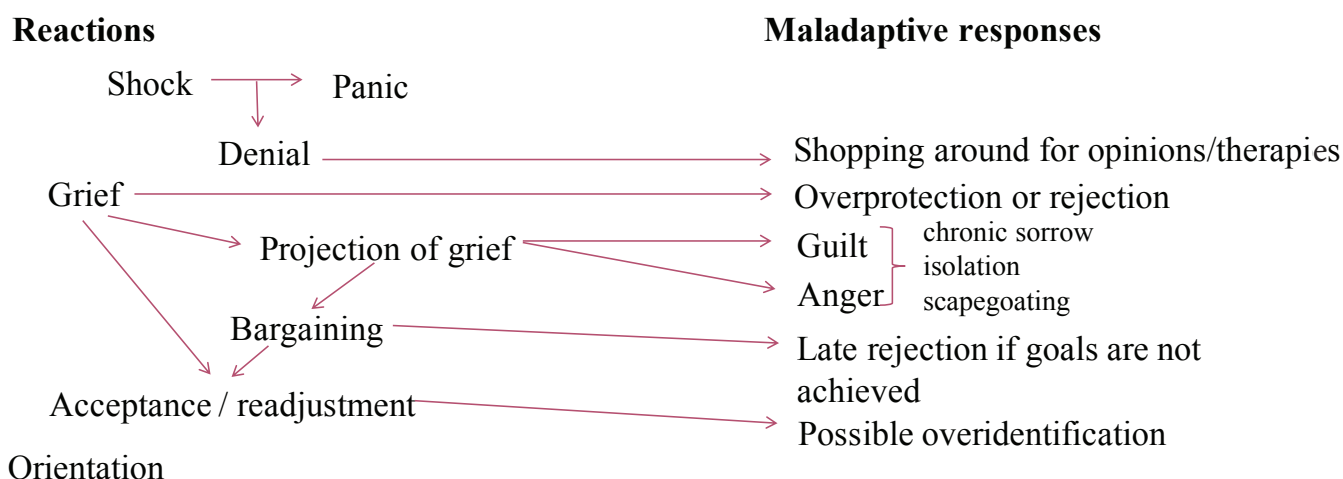 Reactions
Maladaptive responses
Shock
Panic
Denial
Shopping around for opinions/therapies
Grief
Overprotection or rejection
Projection of grief
Guilt
chronic sorrow
isolation
Anger
scapegoating
Bargaining
Late rejection if goals are not
achieved
Acceptance / readjustment
Possible overidentification
Orientation